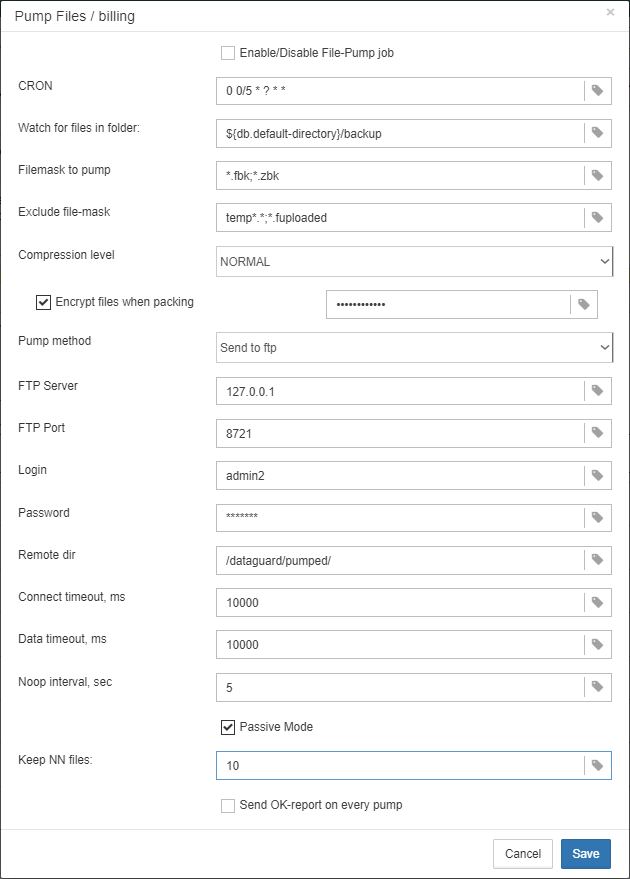 Pump Files / billing ×
Enable/Disable File-Pump job
CRON 0 0/5 * ? * *
Watch for files in folder: ${db.default-directory}/backup
Filemask to pump *.fbk;*.zbk
Exclude file-mask temp*.*;*.fuploaded
Compression level NORMAL
Encrypt files when packing ••••••••••••
Pump method Send to ftp
FTP Server 127.0.0.1
FTP Port 8721
Login admin2
Password *******
Remote dir /dataguard/pumped/
Connect timeout, ms 10000
Data timeout, ms 10000
Noop interval, sec 5
Passive Mode
Keep NN files: 10
Send OK-report on every pump
Cancel Save